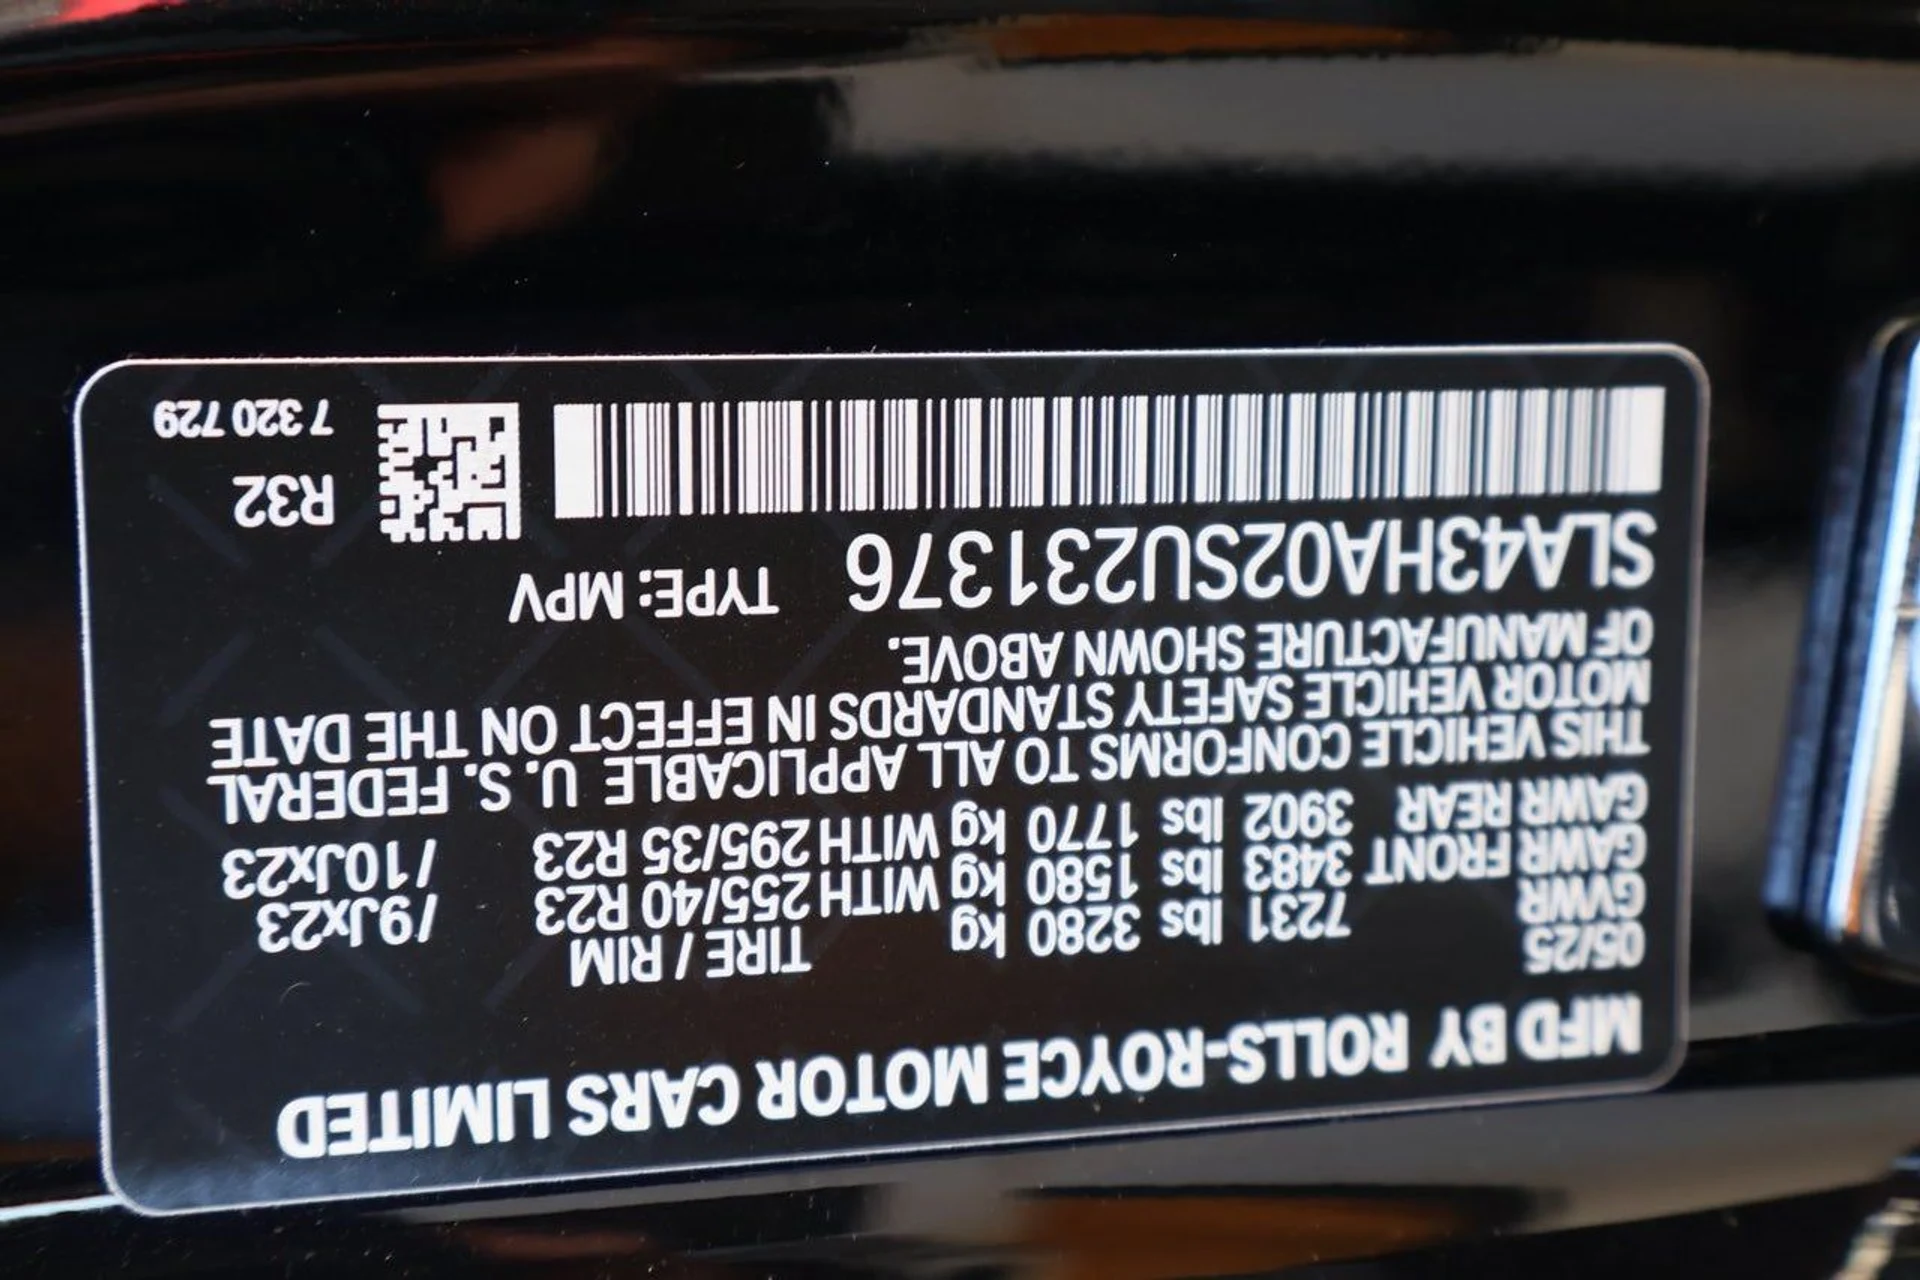 MFD BY ROLLS-ROYCE MOTOR CARS LIMITED
05/25 TIRE / RIM
GVWR 7231 lbs 3280 kg
GAWR FRONT 3483 lbs 1580 kg WITH 255/40 R23 /9Jx23
GAWR REAR 3902 lbs 1770 kg WITH 295/35 R23 /10Jx23
THIS VEHICLE CONFORMS TO ALL APPLICABLE U. S. FEDERAL
MOTOR VEHICLE SAFETY STANDARDS IN EFFECT ON THE DATE
OF MANUFACTURE SHOWN ABOVE.
SLA43HA02SU231376 TYPE: MPV
R32
7 320 729